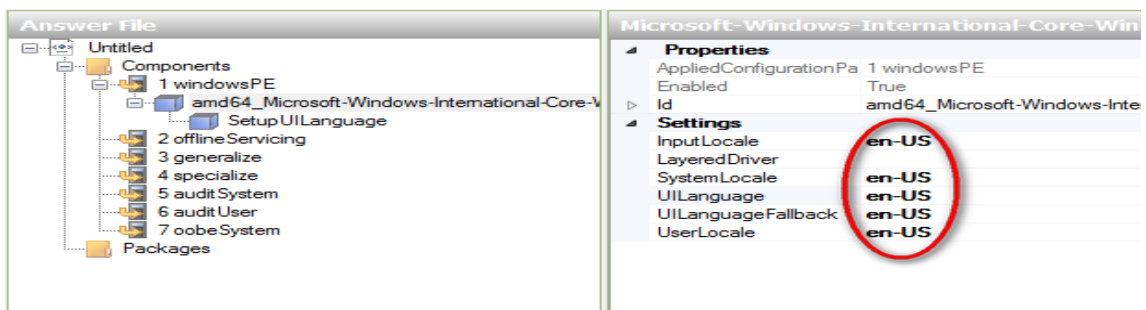 Answer File
Untitled
Components
1 windowsPE
amd64_Microsoft-Windows-International-Core-W
SetupUILanguage
2 offlineServicing
3 generalize
4 specialize
5 auditSystem
6 auditUser
7 oobeSystem
Packages
Microsoft-Windows-International-Core-Win
Properties
AppliedConfigurationPa 1 windowsPE
Enabled True
Id amd64_Microsoft-Windows-Inter
Settings
InputLocale en-US
LayeredDriver
SystemLocale en-US
UILanguage en-US
UILanguageFallback en-US
UserLocale en-US